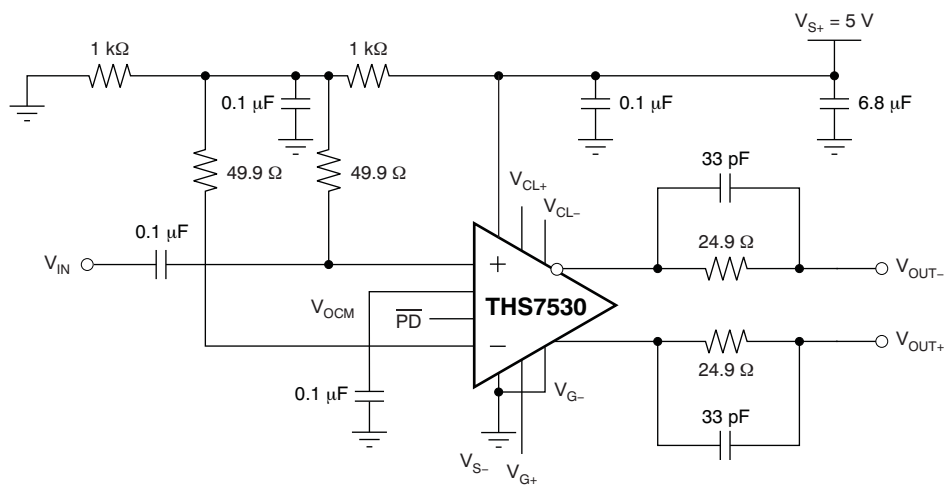 V_S+ = 5 V
1 kΩ
1 kΩ
0.1 µF
0.1 µF
6.8 µF
49.9 Ω
49.9 Ω
33 pF
V_CL+
V_CL−
0.1 µF
24.9 Ω
V_IN
+
V_OUT−
THS7530
V_OCM
PD
−
V_OUT+
24.9 Ω
0.1 µF
V_G−
33 pF
V_S−
V_G+